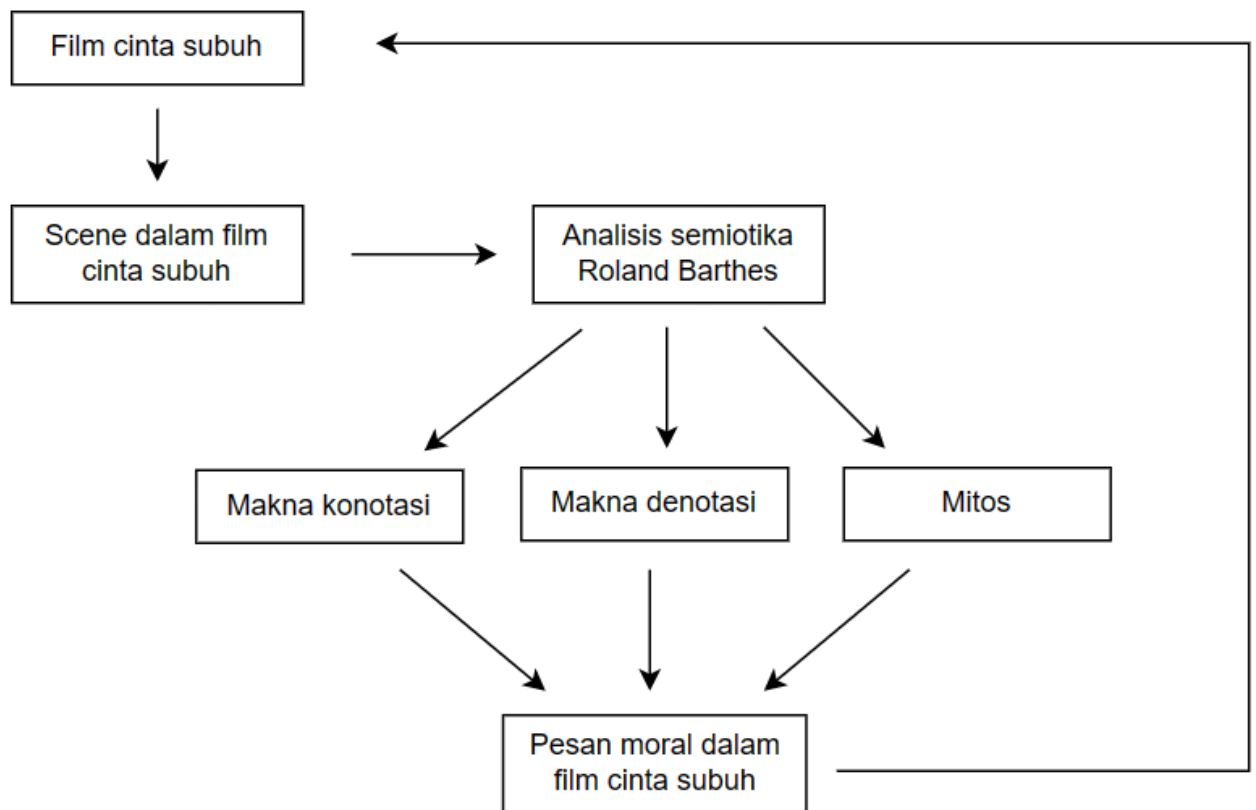 Film cinta subuh
Scene dalam film
cinta subuh
Analisis semiotika
Roland Barthes
Makna konotasi
Makna denotasi
Mitos
Pesan moral dalam
film cinta subuh